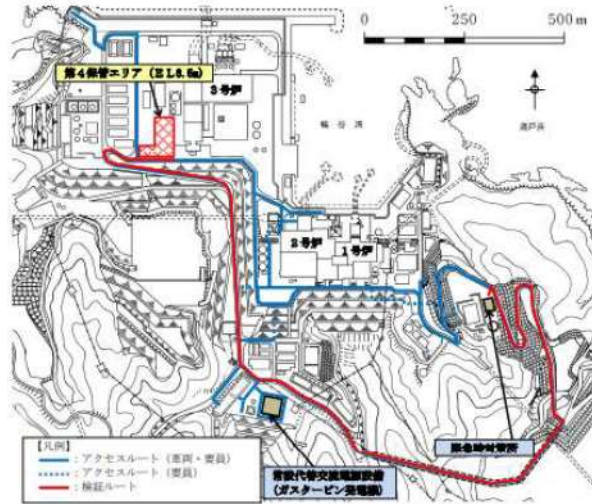 0 250 500 m
第4保管エリア（EL8.5m）
3号炉
輪谷湾
2号炉
1号炉
緊急時対策所
【凡例】
：アクセスルート（車両・要員）
：アクセスルート（要員）
：検証ルート
常設代替交流電源設備
（ガスタービン発電機）